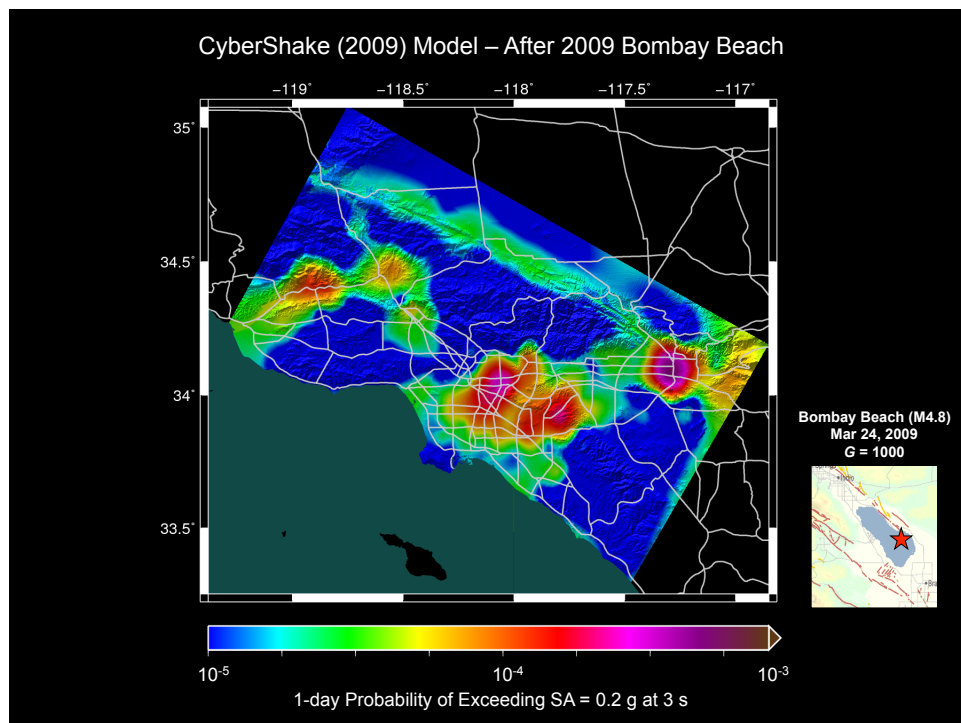 CyberShake (2009) Model – After 2009 Bombay Beach
−119˚ −118.5˚ −118˚ −117.5˚ −117˚
35˚
34.5˚
34˚
33.5˚
Bombay Beach (M4.8)
Mar 24, 2009
G = 1000
Indio
Bra
10-5 10-4 10-3
1-day Probability of Exceeding SA = 0.2 g at 3 s